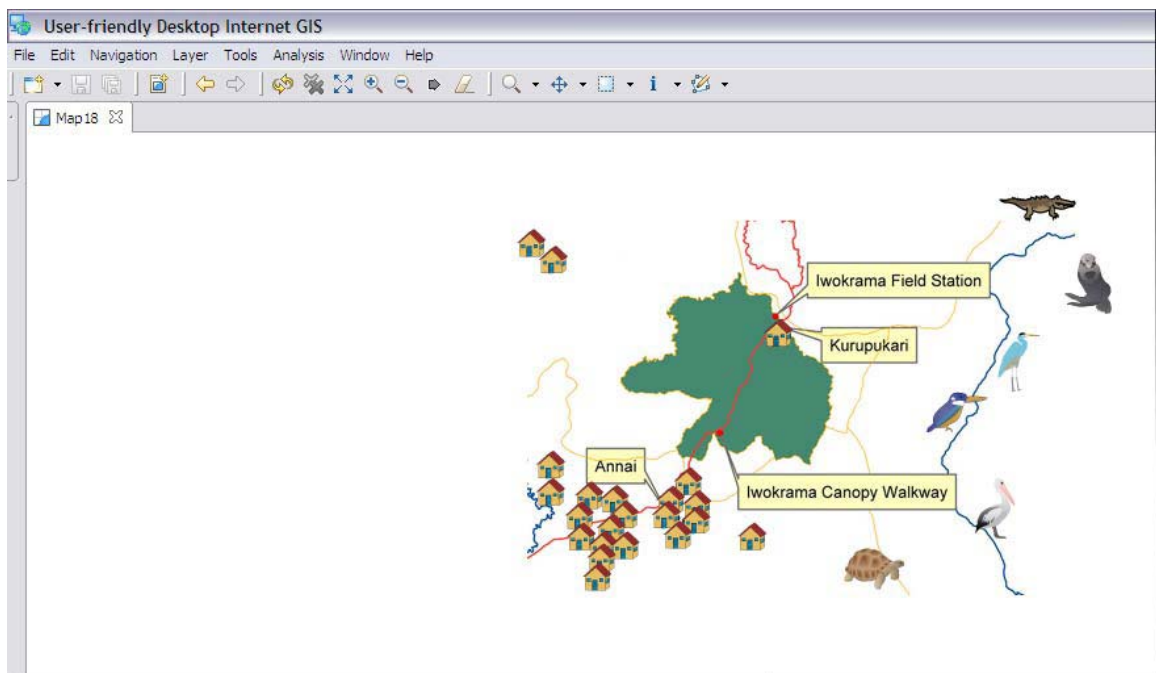 User-friendly Desktop Internet GIS
File Edit Navigation Layer Tools Analysis Window Help
Map18
Iwokrama Field Station
Kurupukari
Annai
Iwokrama Canopy Walkway